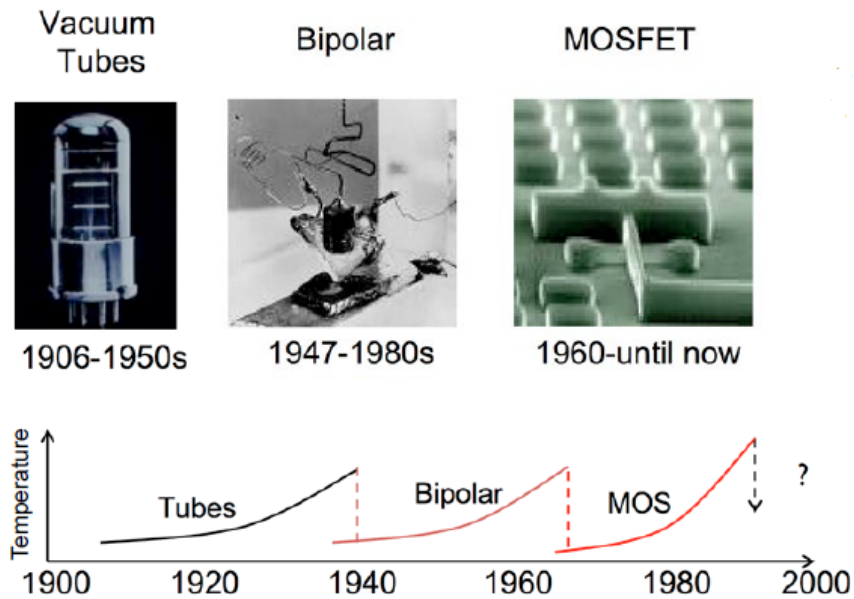 Vacuum
Tubes
Bipolar
MOSFET
1906-1950s
1947-1980s
1960-until now
Temperature
Tubes
Bipolar
MOS
?
1900
1920
1940
1960
1980
2000